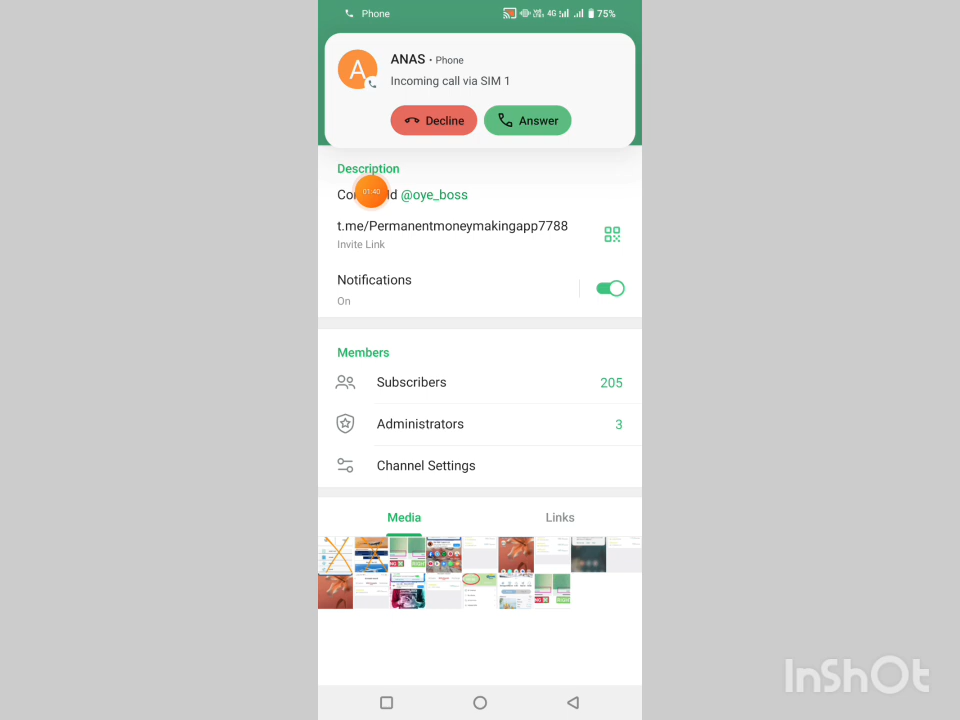 Phone
4G
75%
ANAS • Phone
Incoming call via SIM 1
Decline
Answer
Description
01:40
@oye_boss
t.me/Permanentmoneymakingapp7788
Invite Link
Notifications
On
Members
Subscribers
205
Administrators
3
Channel Settings
Media
Links
InShOt